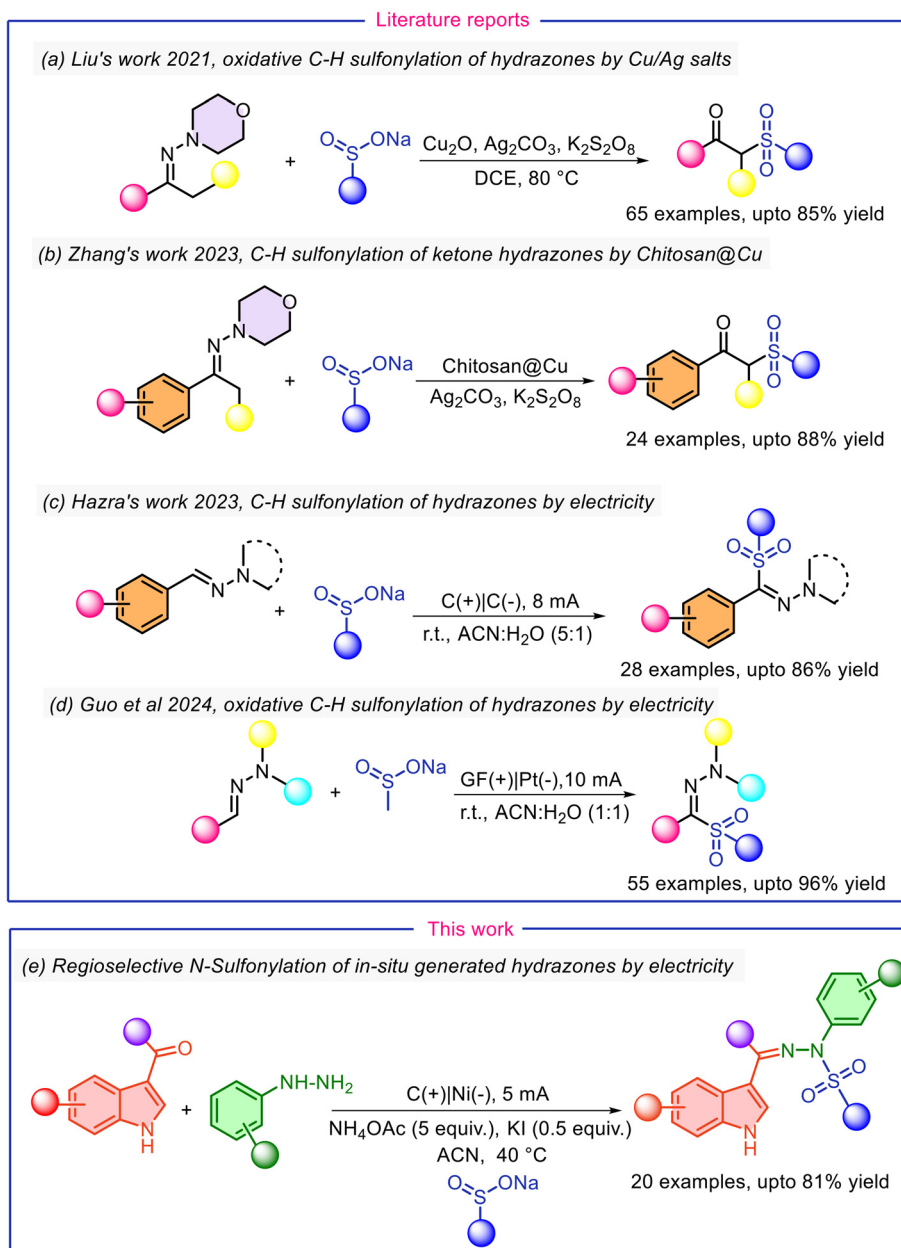 Literature reports
(a) Liu's work 2021, oxidative C-H sulfonylation of hydrazones by Cu/Ag salts
O
N
N
+
O
S
ONa
Cu₂O, Ag₂CO₃, K₂S₂O₈
DCE, 80 °C
O
O
S
O
65 examples, upto 85% yield
(b) Zhang's work 2023, C-H sulfonylation of ketone hydrazones by Chitosan@Cu
O
N
N
+
O
S
ONa
Chitosan@Cu
Ag₂CO₃, K₂S₂O₈
O
O
S
O
24 examples, upto 88% yield
(c) Hazra's work 2023, C-H sulfonylation of hydrazones by electricity
N
N
+
O
S
ONa
C(+)|C(-), 8 mA
r.t., ACN:H₂O (5:1)
O
S
O
N
N
28 examples, upto 86% yield
(d) Guo et al 2024, oxidative C-H sulfonylation of hydrazones by electricity
N
N
+
O
S
ONa
GF(+)|Pt(-),10 mA
r.t., ACN:H₂O (1:1)
N
N
S
O
O
55 examples, upto 96% yield
This work
(e) Regioselective N-Sulfonylation of in-situ generated hydrazones by electricity
O
N
H
+
NH-NH₂
C(+)|Ni(-), 5 mA
NH₄OAc (5 equiv.), KI (0.5 equiv.)
ACN, 40 °C
O
S
ONa
N
N
O
S
O
N
H
20 examples, upto 81% yield